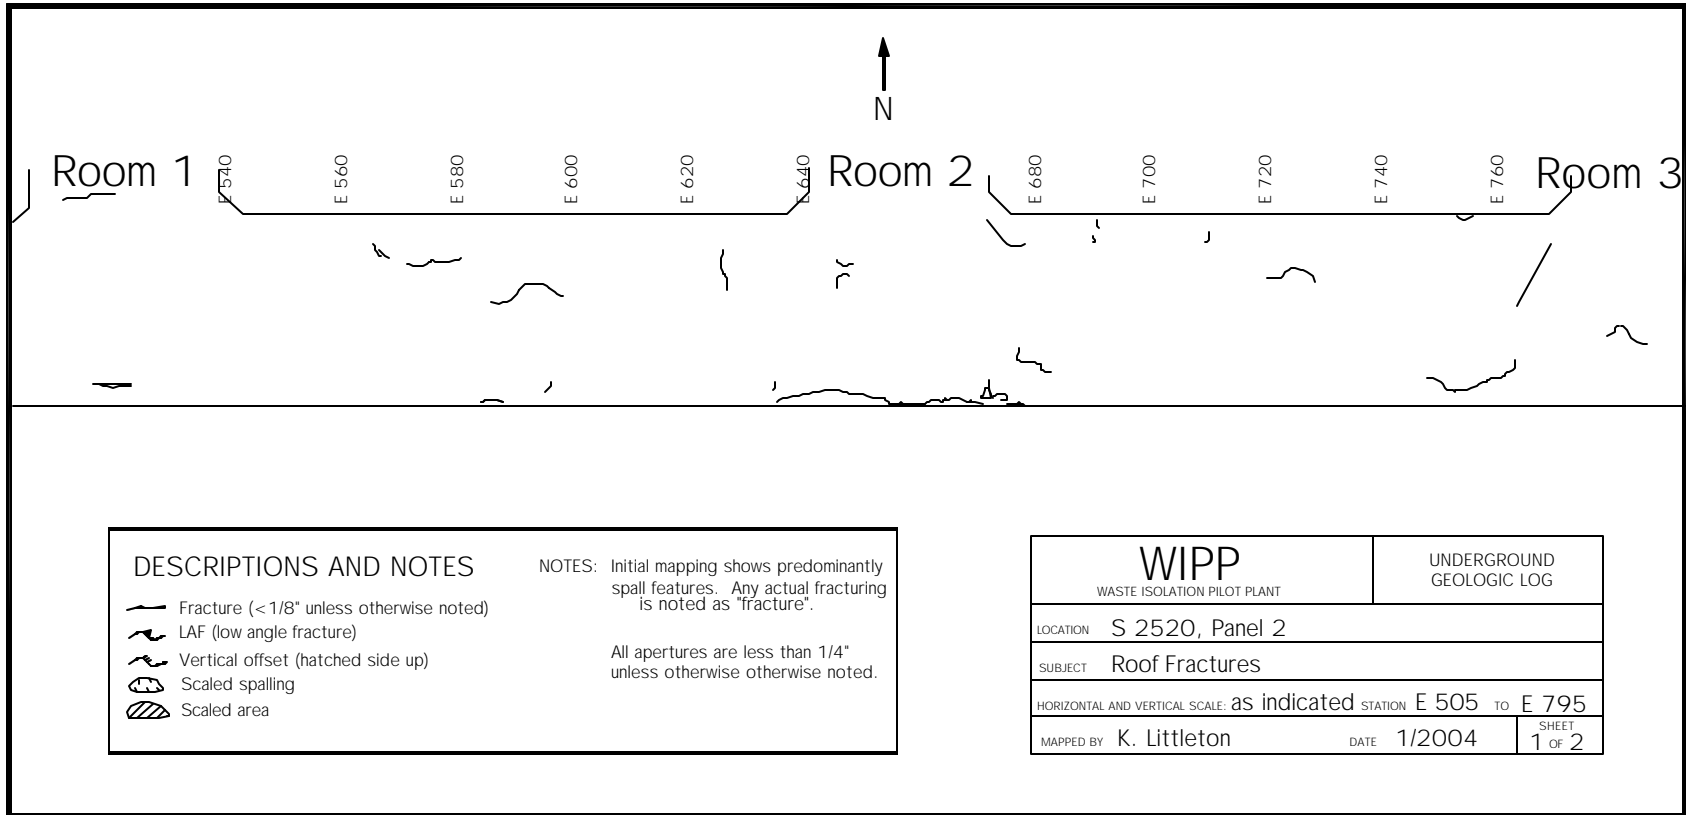 N
Room 1
E 540
E 560
E 580
E 600
E 620
E 640
Room 2
E 680
E 700
E 720
E 740
E 760
Room 3
DESCRIPTIONS AND NOTES
Fracture (<1/8" unless otherwise noted)
LAF (low angle fracture)
Vertical offset (hatched side up)
Scaled spalling
Scaled area
NOTES: Initial mapping shows predominantly
spall features. Any actual fracturing
is noted as "fracture".
All apertures are less than 1/4"
unless otherwise otherwise noted.
WIPP
WASTE ISOLATION PILOT PLANT
UNDERGROUND
GEOLOGIC LOG
LOCATION S 2520, Panel 2
SUBJECT Roof Fractures
HORIZONTAL AND VERTICAL SCALE: as indicated STATION E 505 TO E 795
MAPPED BY K. Littleton DATE 1/2004
SHEET
1 OF 2